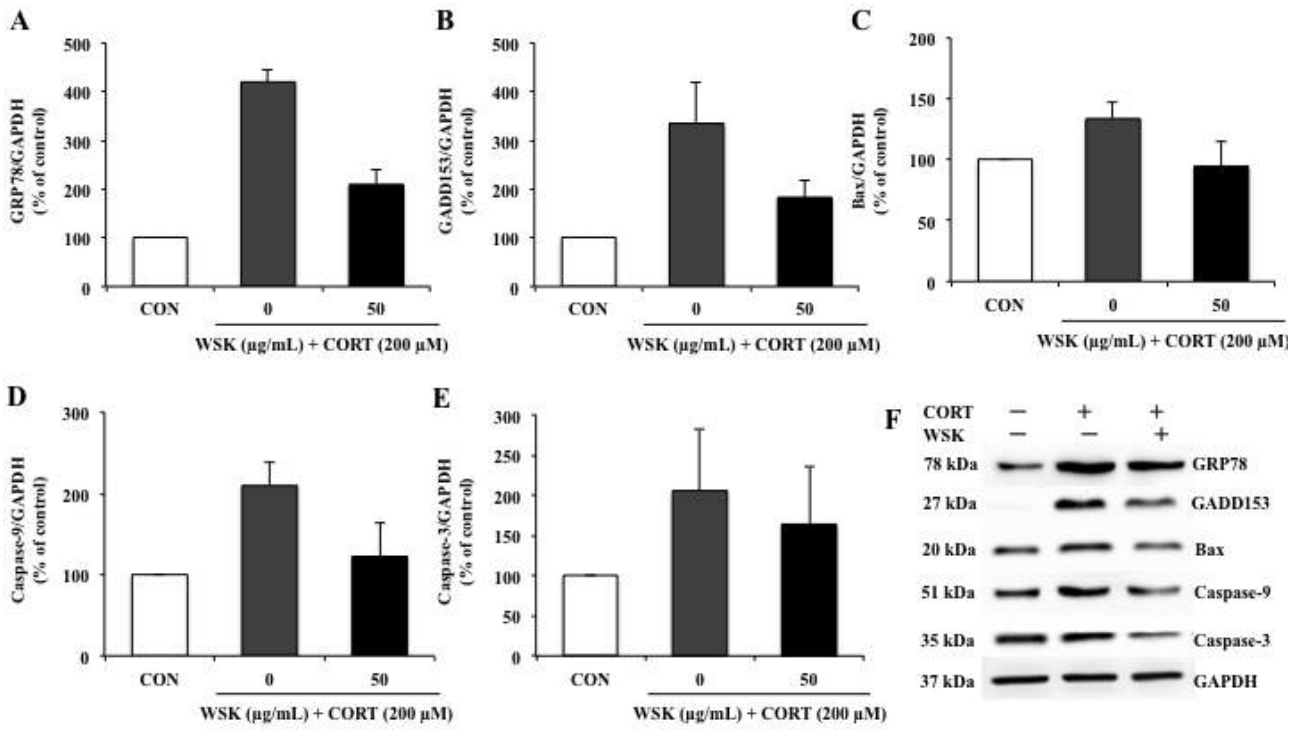 A
GRP78/GAPDH
(% of control)
500
400
300
200
100
0
CON
0
50
WSK (µg/mL) + CORT (200 µM)
B
GADD153/GAPDH
(% of control)
500
400
300
200
100
0
CON
0
50
WSK (µg/mL) + CORT (200 µM)
C
Bax/GAPDH
(% of control)
200
150
100
50
0
CON
0
50
WSK (µg/mL) + CORT (200 µM)
D
Caspase-9/GAPDH
(% of control)
300
200
100
0
CON
0
50
WSK (µg/mL) + CORT (200 µM)
E
Caspase-3/GAPDH
(% of control)
300
250
200
150
100
50
0
CON
0
50
WSK (µg/mL) + CORT (200 µM)
F
CORT − + +
WSK − − +
78 kDa GRP78
27 kDa GADD153
20 kDa Bax
51 kDa Caspase-9
35 kDa Caspase-3
37 kDa GAPDH